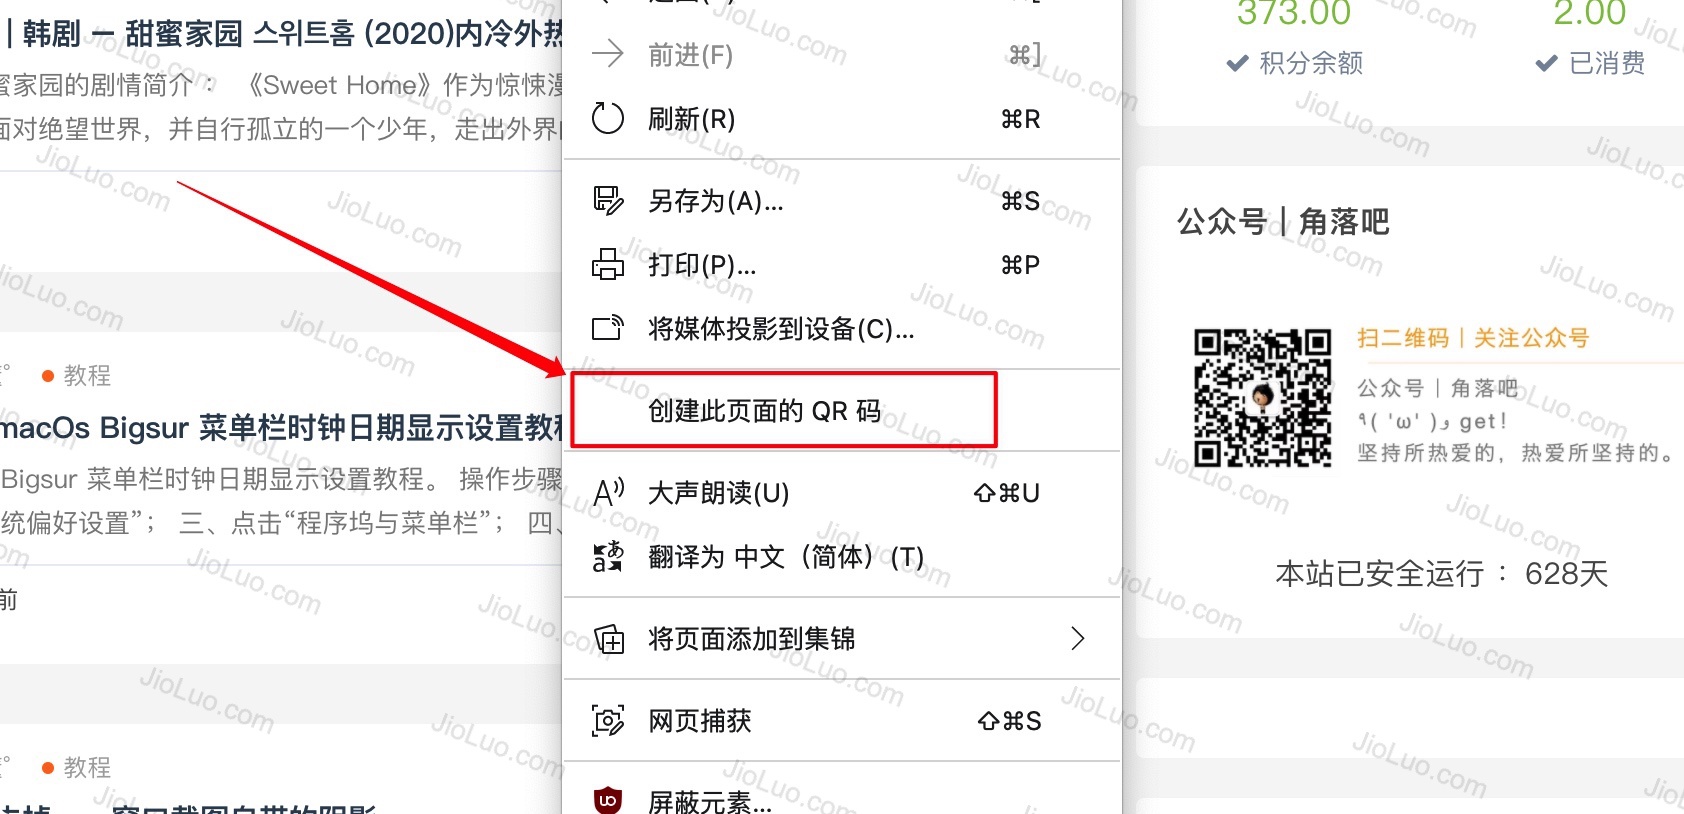 | 韩剧 — 甜蜜家园 스위트홈 (2020)内冷外热
蜜家园的剧情简介： 《Sweet Home》作为惊悚漫
面对绝望世界，并自行孤立的一个少年，走出外界
教程
macOs Bigsur 菜单栏时钟日期显示设置教程
Bigsur 菜单栏时钟日期显示设置教程。 操作步骤
统偏好设置”； 三、点击“程序坞与菜单栏”； 四、
前
教程
窗口截图自带的阴影
前进(F) ⌘]
刷新(R) ⌘R
另存为(A)... ⌘S
打印(P)... ⌘P
将媒体投影到设备(C)...
创建此页面的 QR 码
大声朗读(U) ⇧⌘U
翻译为 中文（简体）(T)
将页面添加到集锦
网页捕获 ⇧⌘S
屏蔽元素...
373.00 2.00
积分余额 已消费
公众号 | 角落吧
扫二维码 | 关注公众号
公众号 | 角落吧
٩( 'ω' )و get!
坚持所热爱的，热爱所坚持的。
本站已安全运行 ：628天
JioLuo.com